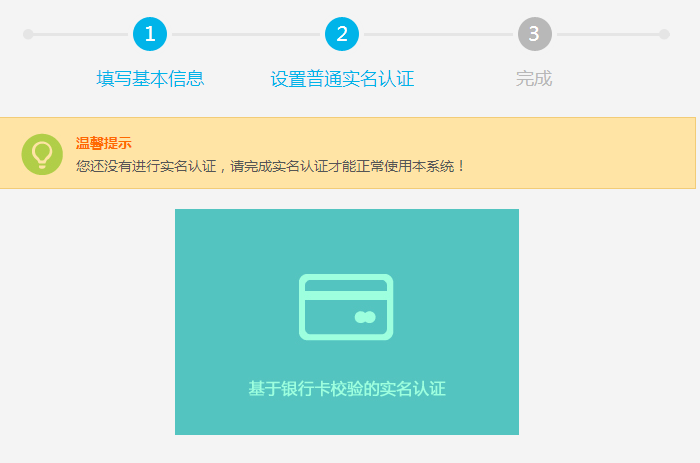 1
2
3
填写基本信息
设置普通实名认证
完成
温馨提示
您还没有进行实名认证，请完成实名认证才能正常使用本系统！
基于银行卡校验的实名认证